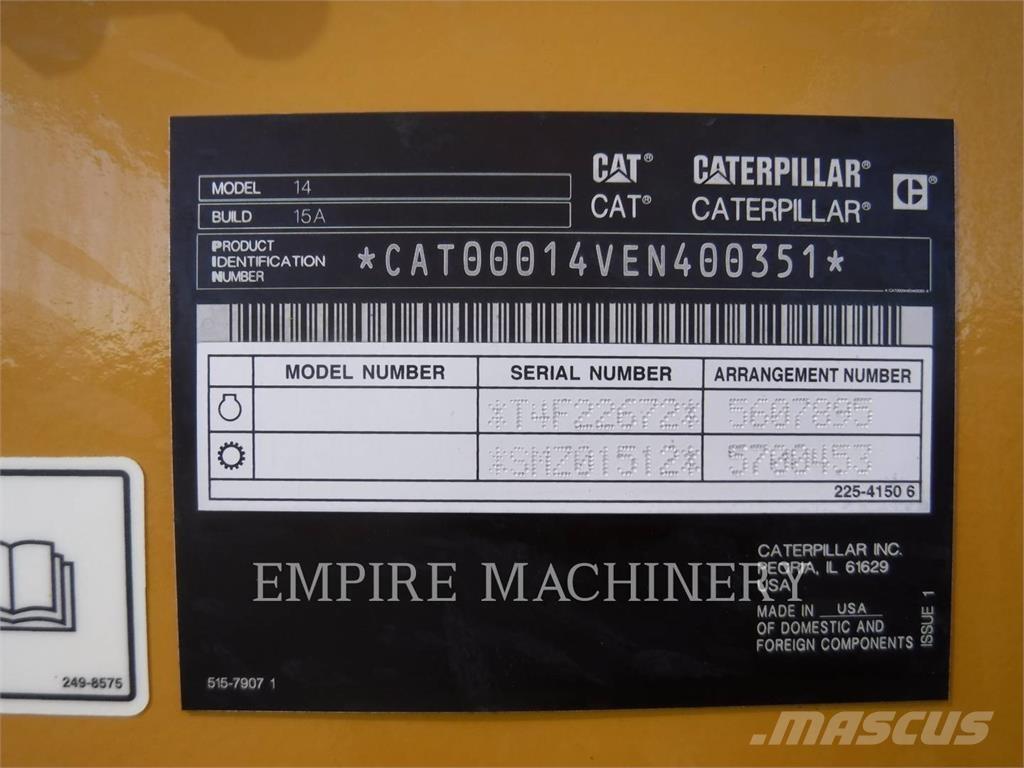 CAT® CATERPILLAR®
CAT® CATERPILLAR®
MODEL 14
BUILD 15A
PRODUCT
IDENTIFICATION
NUMBER
*CAT00014VEN400351*
MODEL NUMBER SERIAL NUMBER ARRANGEMENT NUMBER
*T4F22672* 5607895
*SMZ01512* 5700453
225-4150 6
EMPIRE MACHINERY
CATERPILLAR INC.
PEORIA, IL 61629
USA
MADE IN USA
OF DOMESTIC AND
FOREIGN COMPONENTS
ISSUE 1
515-7907 1
249-8575
MASCUS